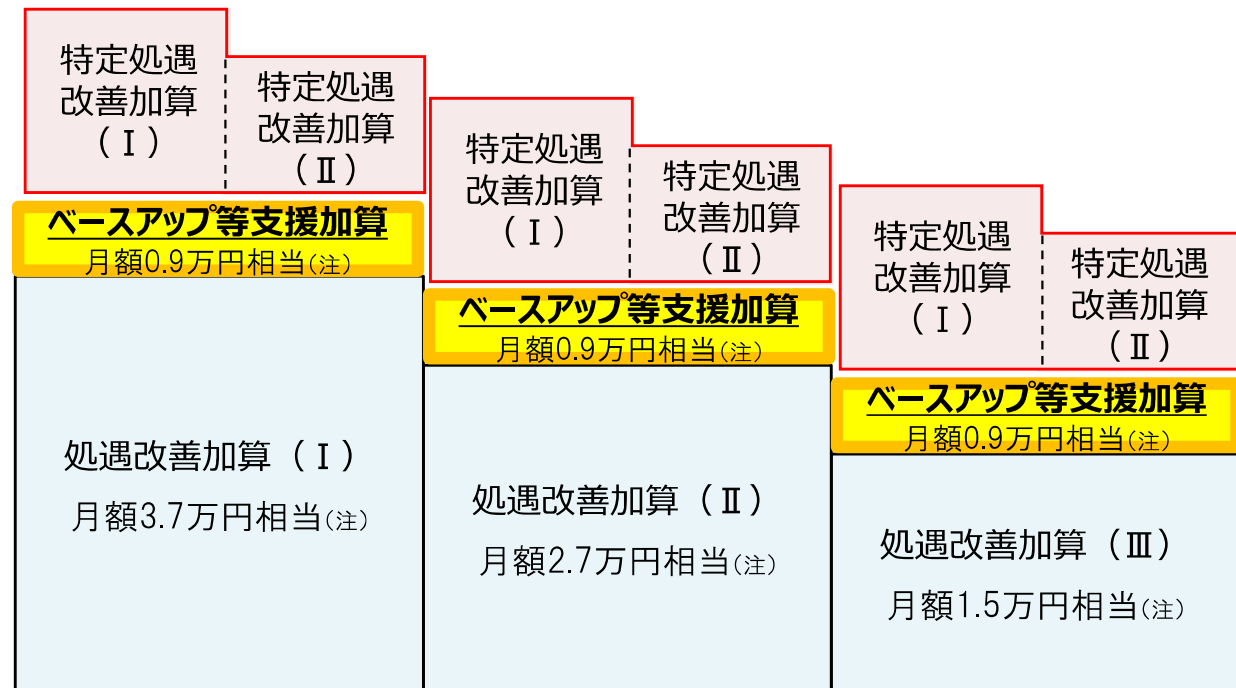 特定処遇
改善加算
（Ⅰ）
特定処遇
改善加算
（Ⅱ）
ベースアップ等支援加算
月額0.9万円相当(注)
処遇改善加算（Ⅰ）
月額3.7万円相当(注)
特定処遇
改善加算
（Ⅰ）
特定処遇
改善加算
（Ⅱ）
ベースアップ等支援加算
月額0.9万円相当(注)
処遇改善加算（Ⅱ）
月額2.7万円相当(注)
特定処遇
改善加算
（Ⅰ）
特定処遇
改善加算
（Ⅱ）
ベースアップ等支援加算
月額0.9万円相当(注)
処遇改善加算（Ⅲ）
月額1.5万円相当(注)